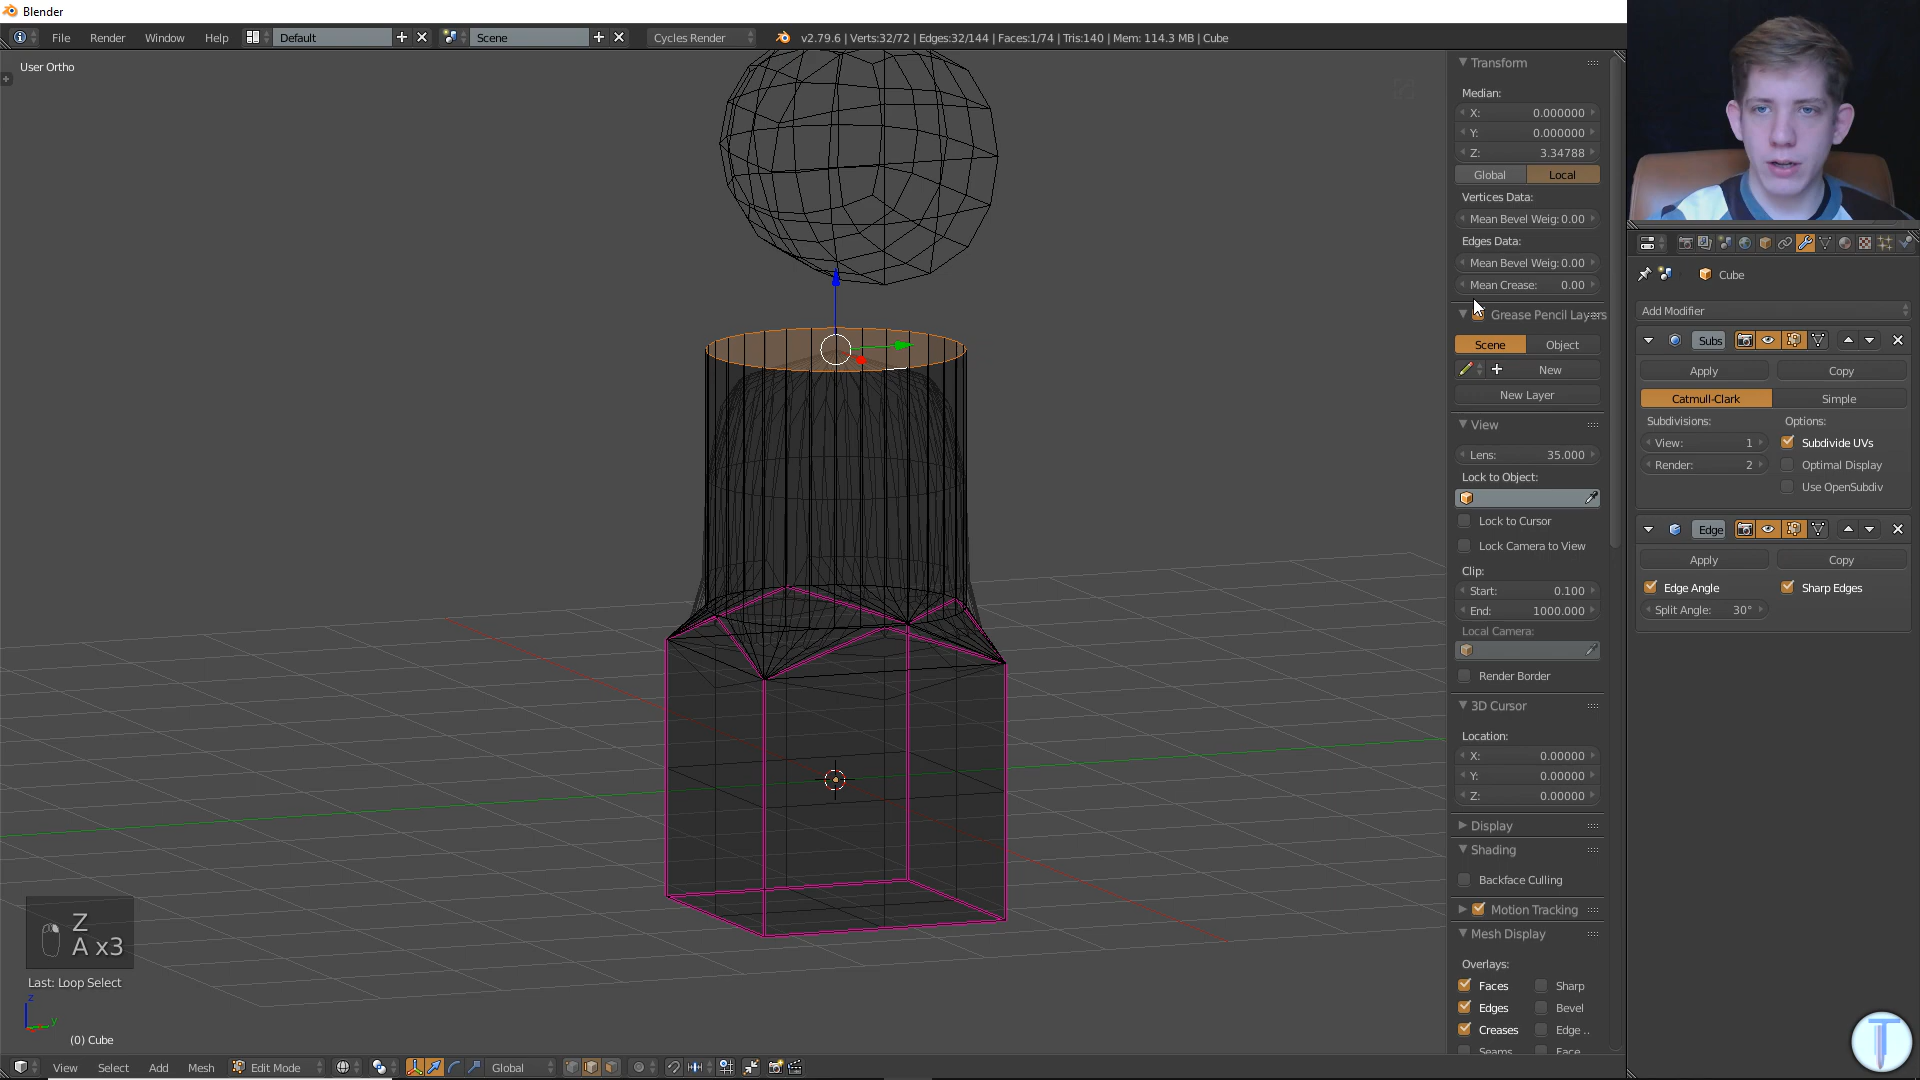 Blender
File
Render
Window
Help
Default
Scene
Cycles Render
v2.79.6 | Verts:32/72 | Edges:32/144 | Faces:1/74 | Tris:140 | Mem: 114.3 MB | Cube
User Ortho
Transform
Median:
X: 0.000000
Y: 0.000000
Z: 3.34788
Global Local
Vertices Data:
Mean Bevel Weig: 0.00
Edges Data:
Mean Bevel Weig: 0.00
Mean Crease: 0.00
Grease Pencil Layers
Scene Object
New
New Layer
View
Lens: 35.000
Lock to Object:
Lock to Cursor
Lock Camera to View
Clip:
Start: 0.100
End: 1000.000
Local Camera:
Render Border
3D Cursor
Location:
X: 0.00000
Y: 0.00000
Z: 0.00000
Display
Shading
Backface Culling
Motion Tracking
Mesh Display
Overlays:
Faces Sharp
Edges Bevel
Creases Edge ..
Seams Face
Cube
Add Modifier
Subs
Apply Copy
Catmull-Clark Simple
Subdivisions: Options:
View: 1 Subdivide UVs
Render: 2 Optimal Display
Use OpenSubdiv
Edge
Apply Copy
Edge Angle Sharp Edges
Split Angle: 30°
Z
A x3
Last: Loop Select
z
y
(0) Cube
View
Select
Add
Mesh
Edit Mode
Global
T